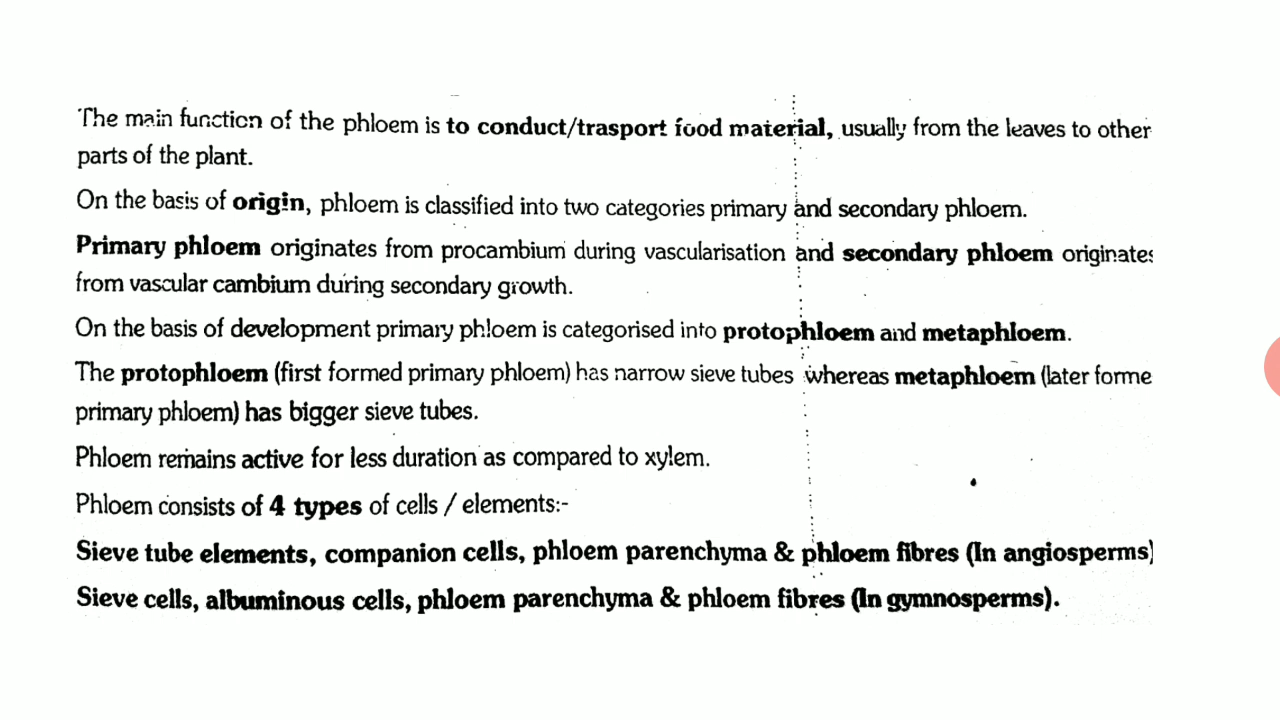 The main function of the phloem is to conduct/trasport food material, usually from the leaves to other
parts of the plant.
On the basis of origin, phloem is classified into two categories primary and secondary phloem.
Primary phloem originates from procambium during vascularisation and secondary phloem originates
from vascular cambium during secondary growth.
On the basis of development primary phloem is categorised into protophloem and metaphloem.
The protophloem (first formed primary phloem) has narrow sieve tubes whereas metaphloem (later forme
primary phloem) has bigger sieve tubes.
Phloem remains active for less duration as compared to xylem.
Phloem consists of 4 types of cells / elements:-
Sieve tube elements, companion cells, phloem parenchyma & phloem fibres (In angiosperms)
Sieve cells, albuminous cells, phloem parenchyma & phloem fibres (In gymnosperms).